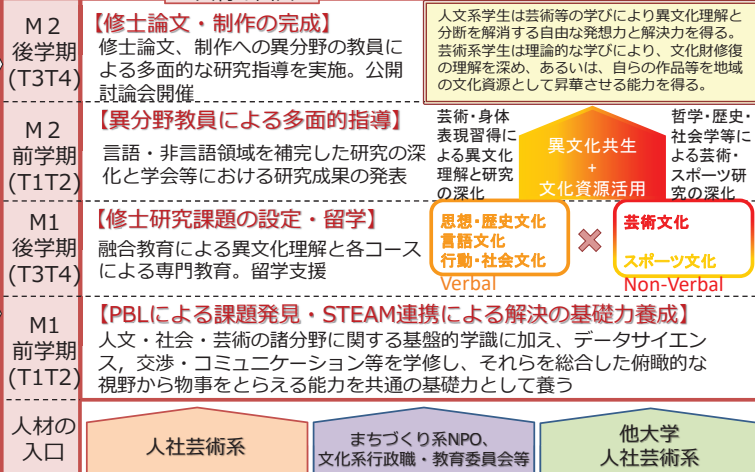 M２
後学期
(T3T4)
【修士論文・制作の完成】
修士論文、制作への異分野の教員に
よる多面的な研究指導を実施。公開
討論会開催
人文系学生は芸術等の学びにより異文化理解と
分断を解消する自由な発想力と解決力を得る。
芸術系学生は理論的な学びにより、文化財修復
の理解を深め、あるいは、自らの作品等を地域
の文化資源として昇華させる能力を得る。
M２
前学期
(T1T2)
【異分野教員による多面的指導】
言語・非言語領域を補完した研究の深
化と学会等における研究成果の発表
芸術・身体
表現習得に
よる異文化
理解と研究
の深化
異文化共生
+
文化資源活用
哲学・歴史・
社会学等に
よる芸術・
スポーツ研
究の深化
M1
後学期
(T3T4)
【修士研究課題の設定・留学】
融合教育による異文化理解と各コース
による専門教育。留学支援
思想・歴史文化
言語文化
行動・社会文化
Verbal
×
芸術文化
スポーツ文化
Non-Verbal
M1
前学期
(T1T2)
【PBLによる課題発見・STEAM連携による解決の基礎力養成】
人文・社会・芸術の諸分野に関する基盤的学識に加え、データサイエン
ス，交渉・コミュニケーション等を学修し、それらを総合した俯瞰的な
視野から物事をとらえる能力を共通の基礎力として養う
人材の
入口
人社芸術系
まちづくり系NPO、
文化系行政職・教育委員会等
他大学
人社芸術系